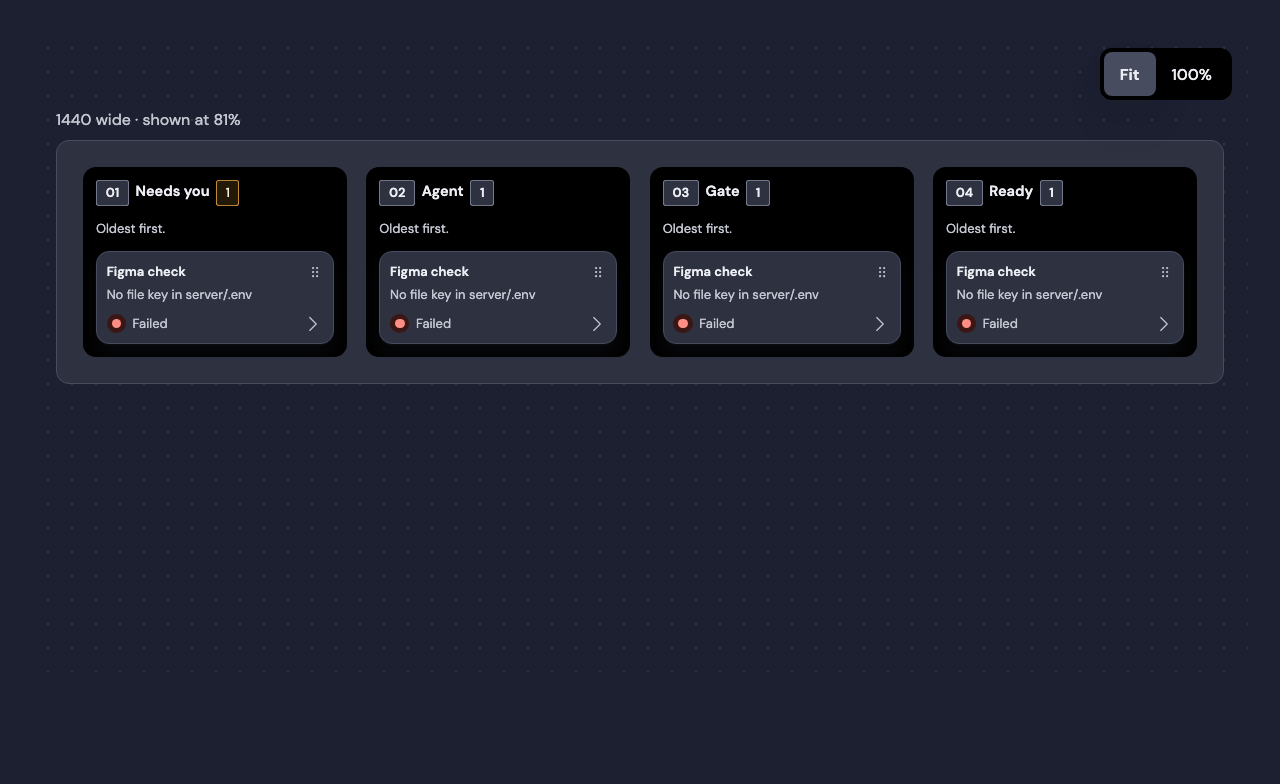 Fit 100%
1440 wide · shown at 81%
01 Needs you 1
Oldest first.
Figma check
No file key in server/.env
Failed
02 Agent 1
Oldest first.
Figma check
No file key in server/.env
Failed
03 Gate 1
Oldest first.
Figma check
No file key in server/.env
Failed
04 Ready 1
Oldest first.
Figma check
No file key in server/.env
Failed